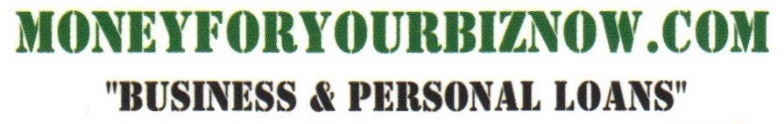 MONEYFORYOURBIZNOW.COM
"BUSINESS & PERSONAL LOANS"